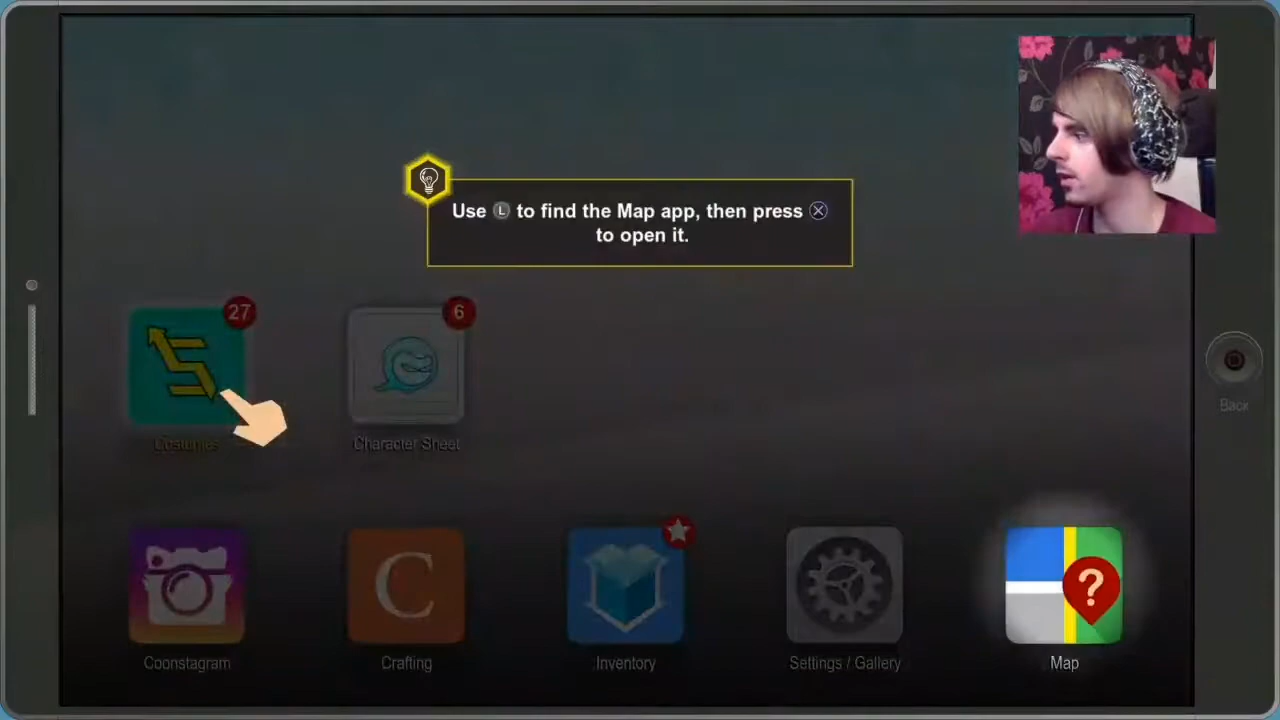 Use L to find the Map app, then press X
to open it.
27
6
Costumes
Character Sheet
Back
C
?
Coonstagram
Crafting
Inventory
Settings / Gallery
Map